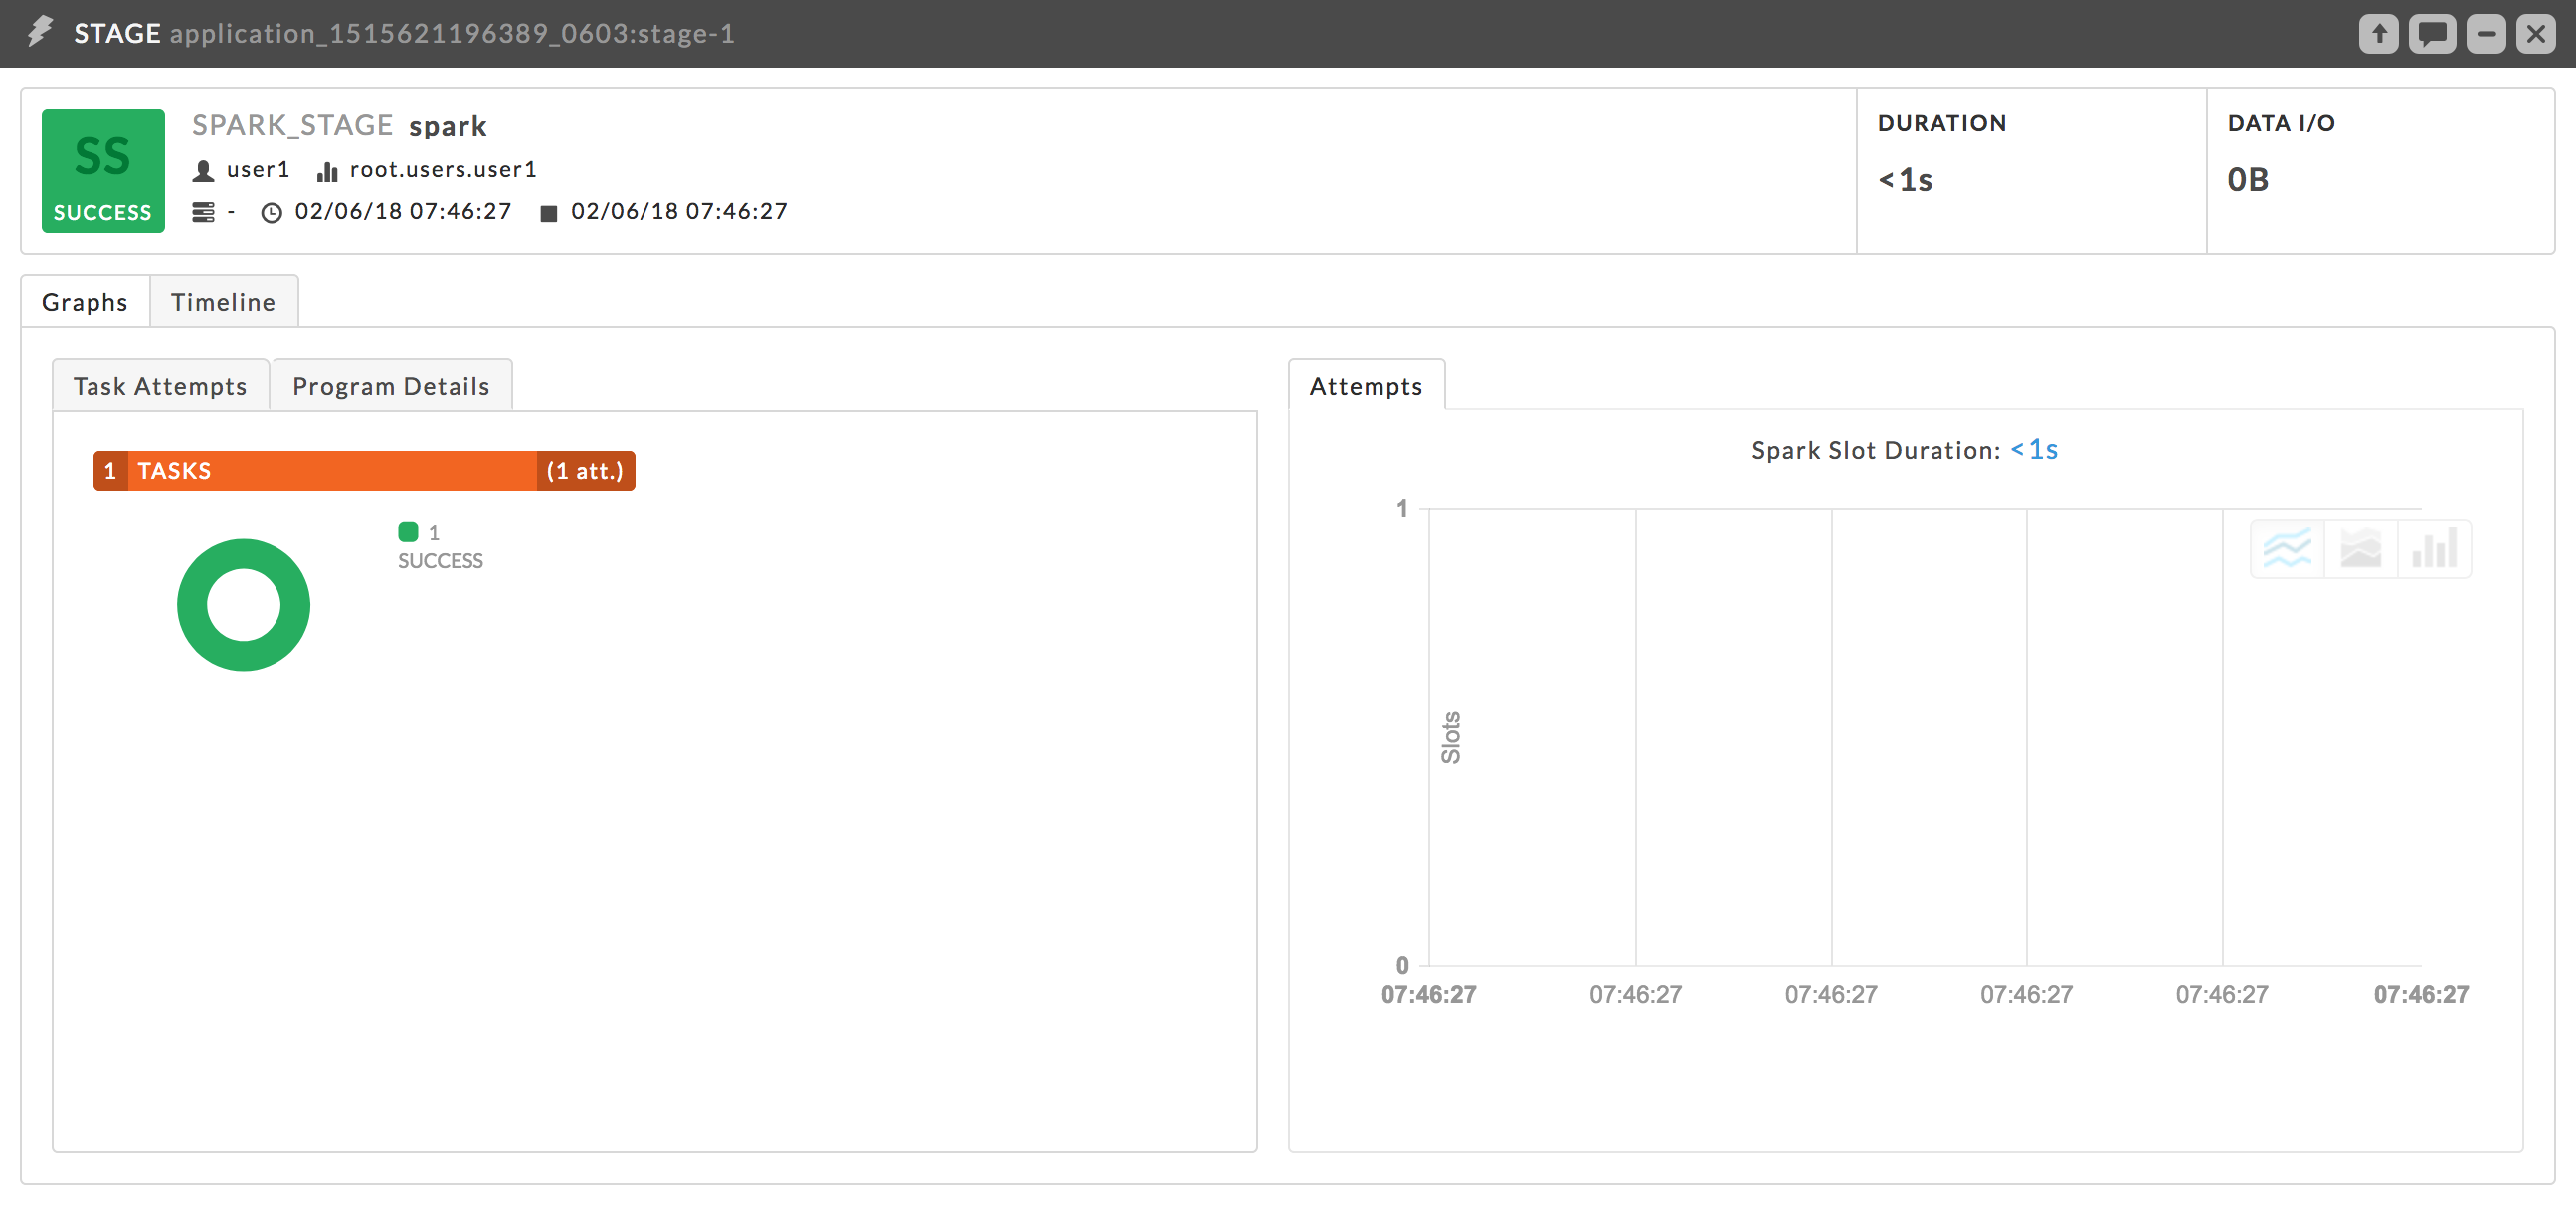 STAGE application_1515621196389_0603:stage-1
SS
SUCCESS
SPARK_STAGE spark
user1 root.users.user1
- 02/06/18 07:46:27 02/06/18 07:46:27
DURATION
<1s
DATA I/O
0B
Graphs Timeline
Task Attempts Program Details
1 TASKS (1 att.)
1
SUCCESS
Attempts
Spark Slot Duration: <1s
1
Slots
0
07:46:27 07:46:27 07:46:27 07:46:27 07:46:27 07:46:27